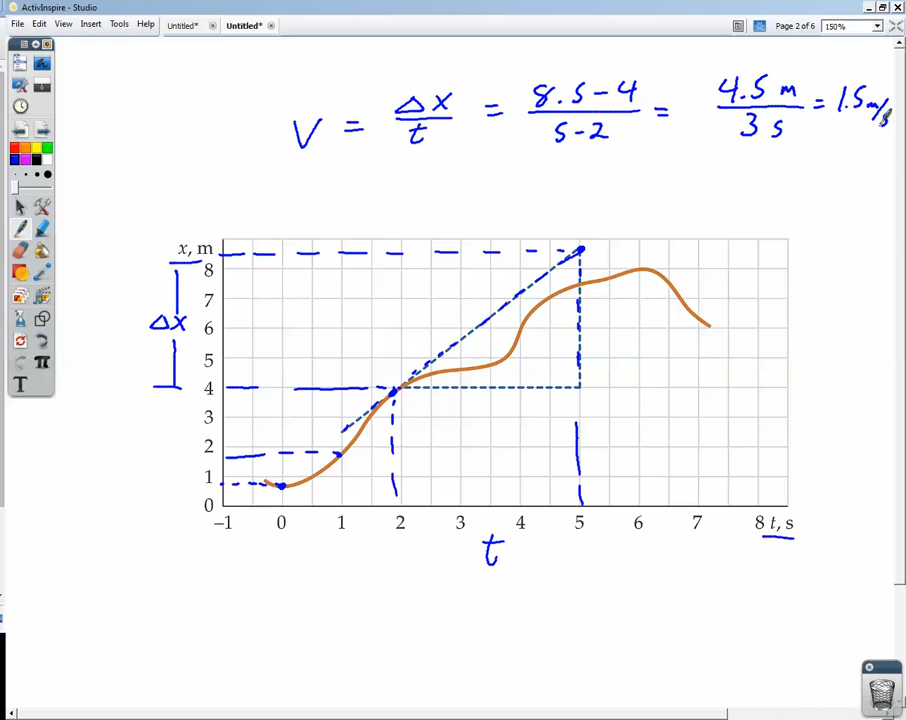 ActivInspire - Studio
File Edit View Insert Tools Help Untitled* Untitled* Page 2 of 6 150%
V = Δx / t = 8.5-4 / 5-2 = 4.5 m / 3 s = 1.5 m/s
x, m
8
7
Δx
6
5
4
3
2
1
0
-1 0 1 2 3 4 5 6 7 8 t, s
t
T
π